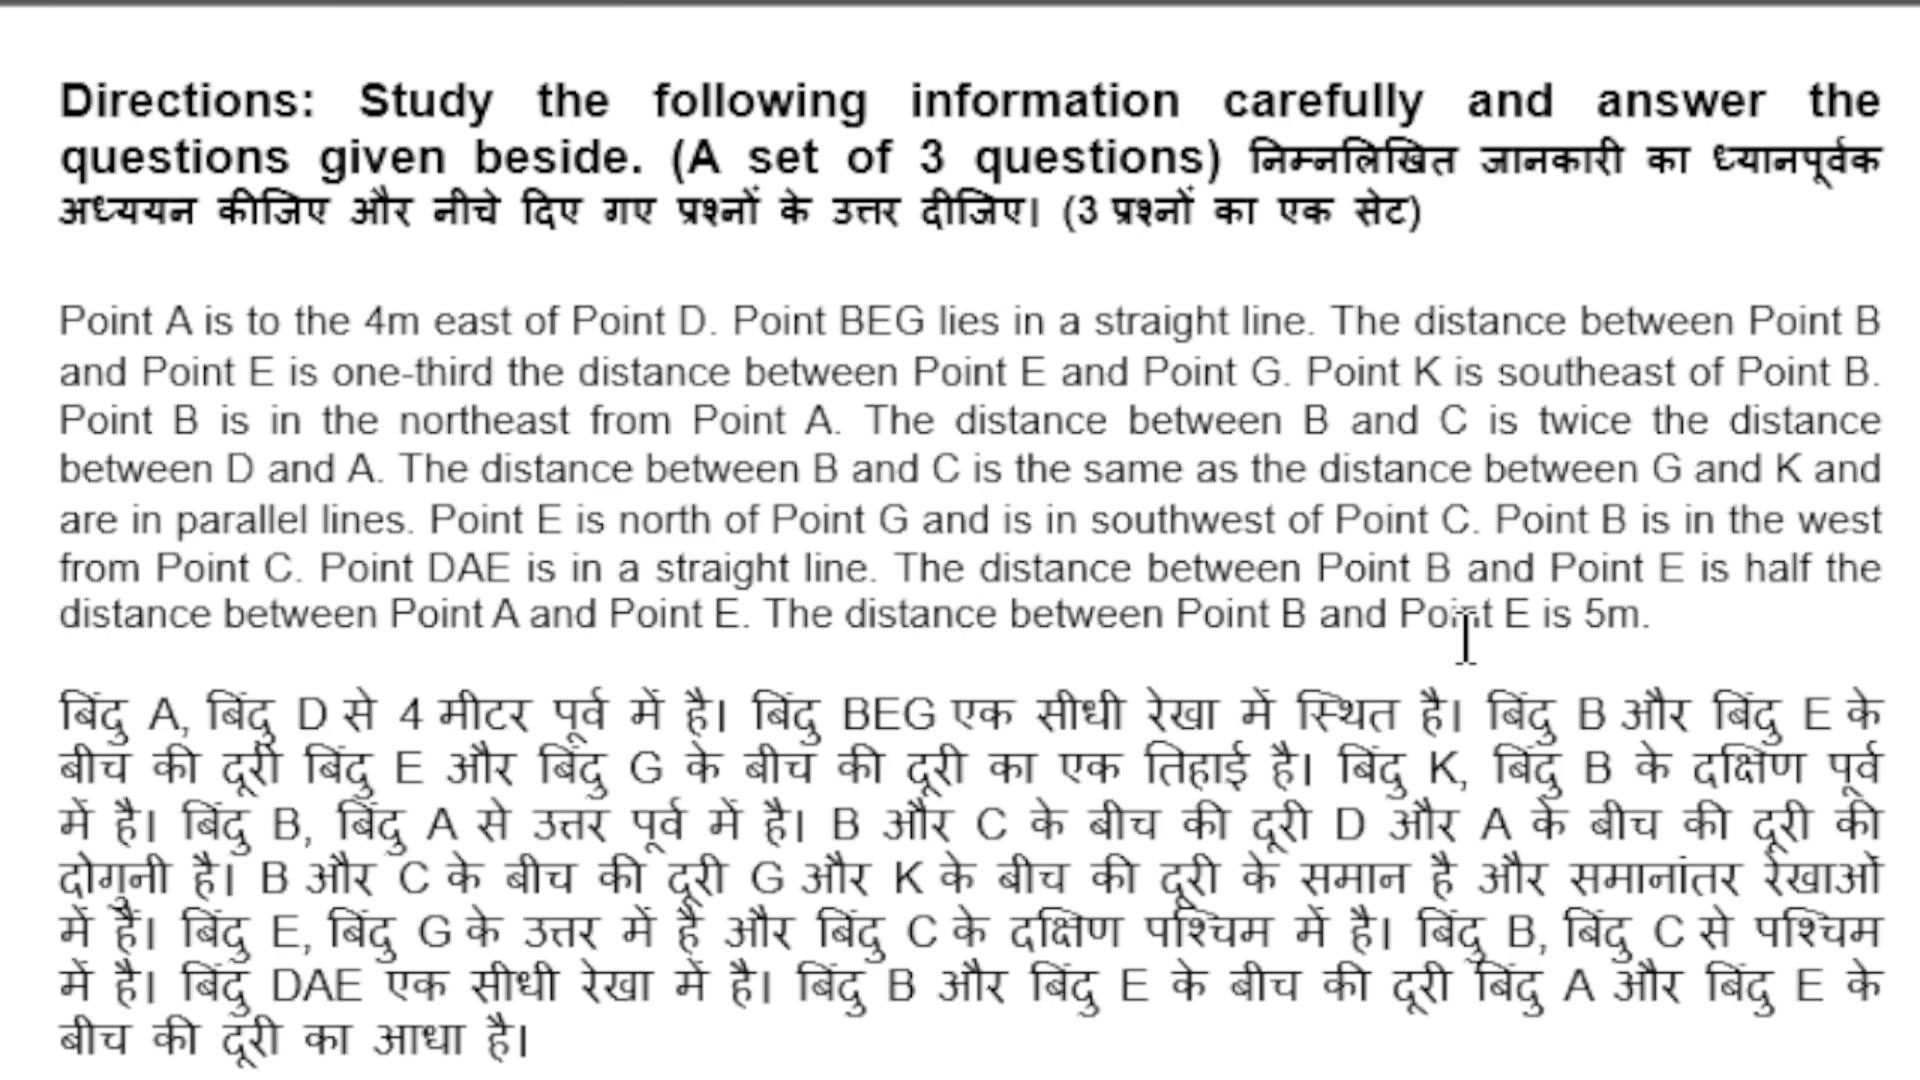 Directions: Study the following information carefully and answer the
questions given beside. (A set of 3 questions) निम्नलिखित जानकारी का ध्यानपूर्वक
अध्ययन कीजिए और नीचे दिए गए प्रश्नों के उत्तर दीजिए। (3 प्रश्नों का एक सेट)
Point A is to the 4m east of Point D. Point BEG lies in a straight line. The distance between Point B
and Point E is one-third the distance between Point E and Point G. Point K is southeast of Point B.
Point B is in the northeast from Point A. The distance between B and C is twice the distance
between D and A. The distance between B and C is the same as the distance between G and K and
are in parallel lines. Point E is north of Point G and is in southwest of Point C. Point B is in the west
from Point C. Point DAE is in a straight line. The distance between Point B and Point E is half the
distance between Point A and Point E. The distance between Point B and Point E is 5m.
बिंदु A, बिंदु D से 4 मीटर पूर्व में है। बिंदु BEG एक सीधी रेखा में स्थित है। बिंदु B और बिंदु E के
बीच की दूरी बिंदु E और बिंदु G के बीच की दूरी का एक तिहाई है। बिंदु K, बिंदु B के दक्षिण पूर्व
में है। बिंदु B, बिंदु A से उत्तर पूर्व में है। B और C के बीच की दूरी D और A के बीच की दूरी की
दोगुनी है। B और C के बीच की दूरी G और K के बीच की दूरी के समान है और समानांतर रेखाओं
में हैं। बिंदु E, बिंदु G के उत्तर में है और बिंदु C के दक्षिण पश्चिम में है। बिंदु B, बिंदु C से पश्चिम
में है। बिंदु DAE एक सीधी रेखा में है। बिंदु B और बिंदु E के बीच की दूरी बिंदु A और बिंदु E के
बीच की दूरी का आधा है।